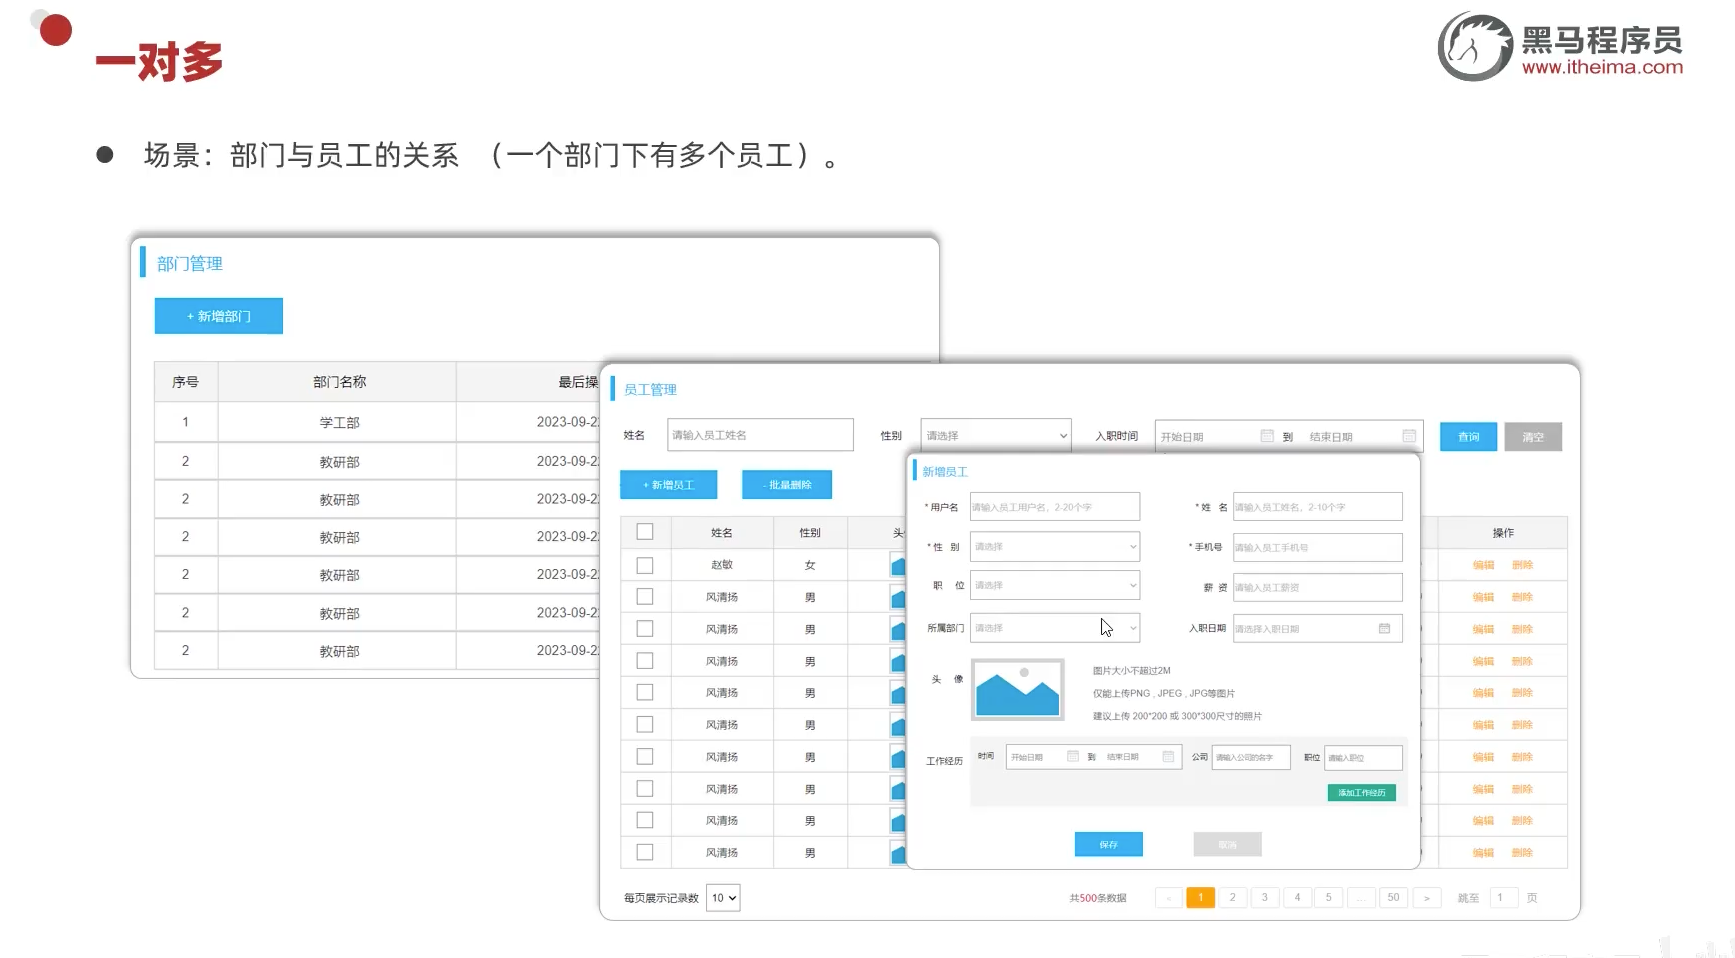 一对多
黑马程序员
www.itheima.com
场景：部门与员工的关系 （一个部门下有多个员工）。
部门管理
+ 新增部门
序号 部门名称 最后操
1 学工部 2023-09-2
2 教研部 2023-09-2
2 教研部 2023-09-2
2 教研部 2023-09-2
2 教研部 2023-09-2
2 教研部 2023-09-2
2 教研部 2023-09-2
员工管理
姓名 请输入员工姓名 性别 请选择 入职时间 开始日期 到 结束日期 查询 清空
+ 新增员工 - 批量删除
姓名 性别 头 操作
赵敏 女 编辑 删除
风清扬 男 编辑 删除
风清扬 男 编辑 删除
风清扬 男 编辑 删除
风清扬 男 编辑 删除
风清扬 男 编辑 删除
风清扬 男 编辑 删除
风清扬 男 编辑 删除
风清扬 男 编辑 删除
风清扬 男 编辑 删除
每页展示记录数 10 共500条数据 < 1 2 3 4 5 ... 50 > 跳至 1 页
新增员工
* 用户名 请输入员工用户名，2-20个字 * 姓 名 请输入员工姓名，2-10个字
* 性 别 请选择 * 手机号 请输入员工手机号
职 位 请选择 薪 资 请输入员工薪资
所属部门 请选择 入职日期 请选择入职日期
头 像
图片大小不超过2M
仅能上传PNG , JPEG , JPG等图片
建议上传 200*200 或 300*300尺寸的照片
工作经历 时间 开始日期 到 结束日期 公司 请输入公司的名字 职位 请输入职位
添加工作经历
保存 取消